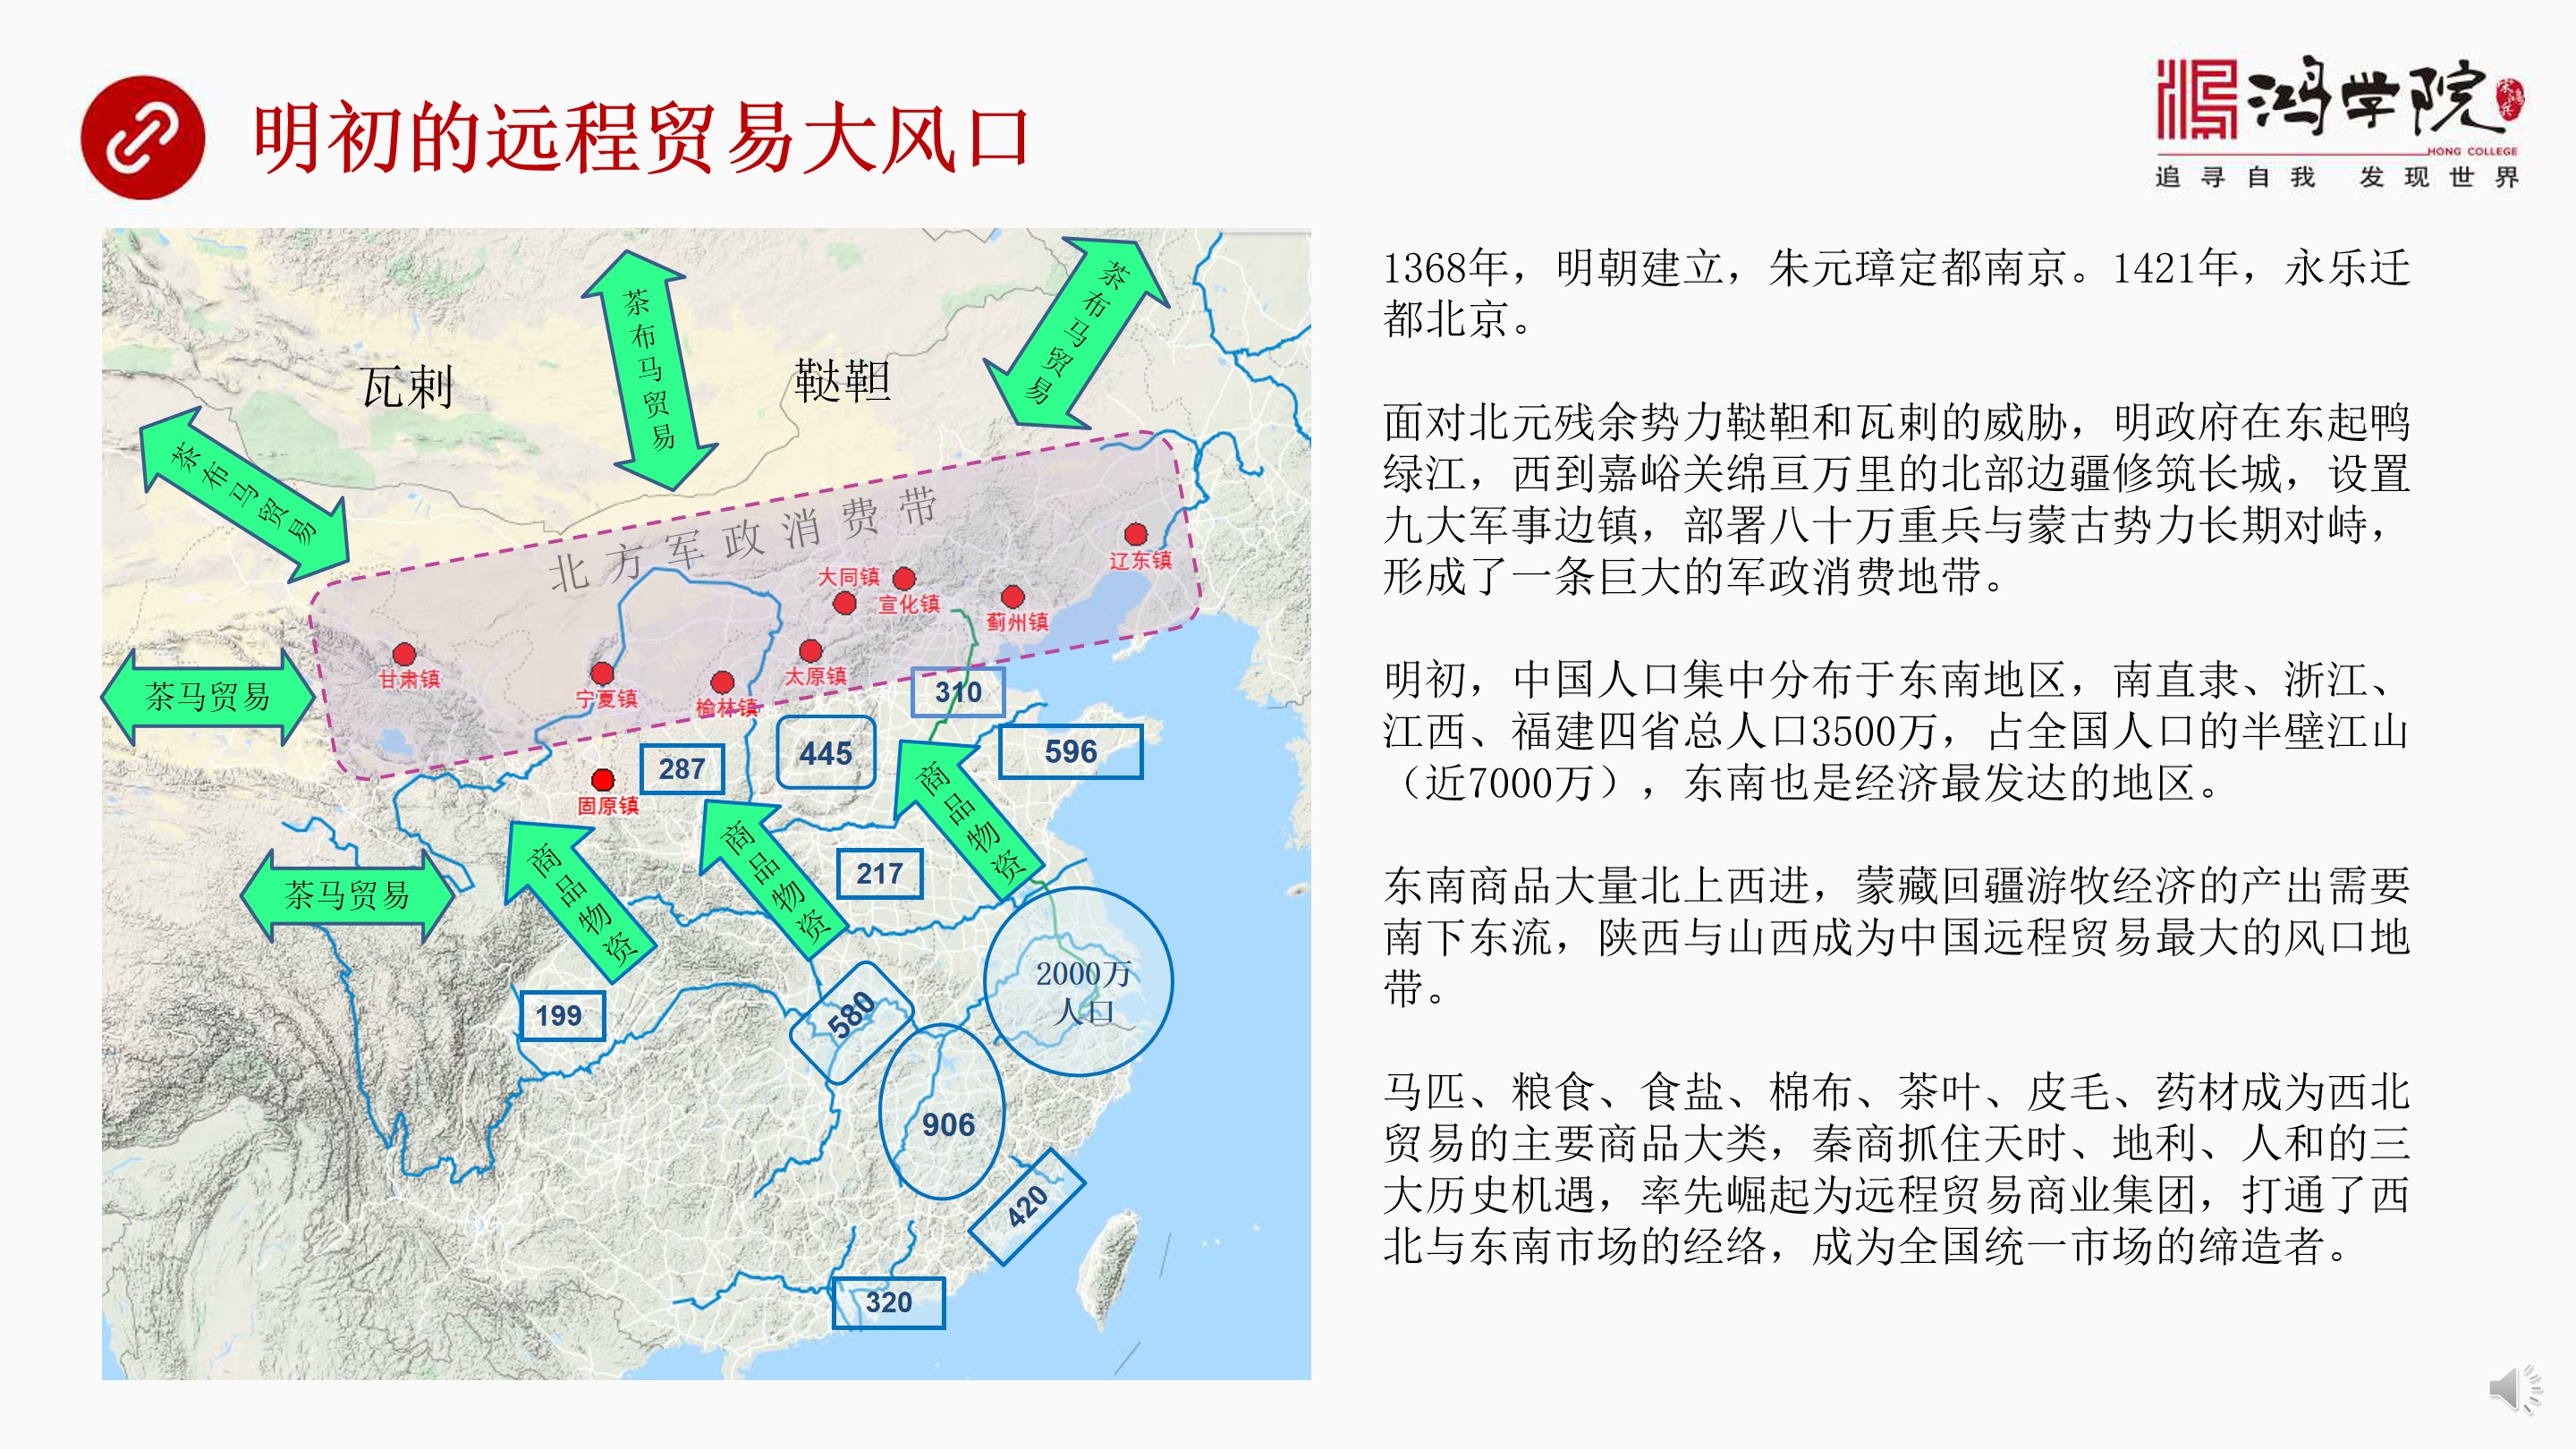 明初的远程贸易大风口
鸿学院
HONG COLLEGE
追寻自我 发现世界
茶布马贸易
茶布马贸易
瓦剌
鞑靼
茶布马贸易
北方军政消费带
辽东镇
大同镇
宣化镇
蓟州镇
甘肃镇
宁夏镇
榆林镇
太原镇
茶马贸易
310
445
596
287
固原镇
商品物资
商品物资
商品物资
217
茶马贸易
2000万
人口
199
580
906
420
320
1368年，明朝建立，朱元璋定都南京。1421年，永乐迁
都北京。
面对北元残余势力鞑靼和瓦剌的威胁，明政府在东起鸭
绿江，西到嘉峪关绵亘万里的北部边疆修筑长城，设置
九大军事边镇，部署八十万重兵与蒙古势力长期对峙，
形成了一条巨大的军政消费地带。
明初，中国人口集中分布于东南地区，南直隶、浙江、
江西、福建四省总人口3500万，占全国人口的半壁江山
（近7000万），东南也是经济最发达的地区。
东南商品大量北上西进，蒙藏回疆游牧经济的产出需要
南下东流，陕西与山西成为中国远程贸易最大的风口地
带。
马匹、粮食、食盐、棉布、茶叶、皮毛、药材成为西北
贸易的主要商品大类，秦商抓住天时、地利、人和的三
大历史机遇，率先崛起为远程贸易商业集团，打通了西
北与东南市场的经络，成为全国统一市场的缔造者。